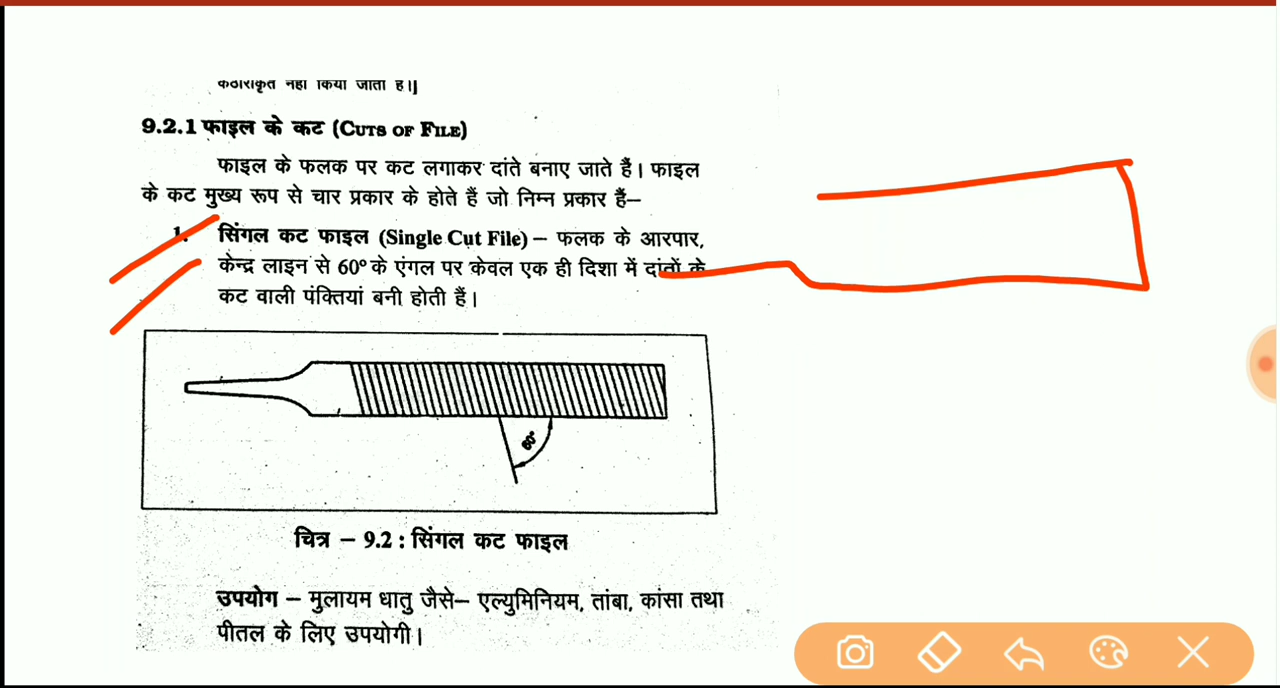 कठोरीकृत नहीं किया जाता है।]
9.2.1 फाइल के कट (CUTS OF FILE)
फाइल के फलक पर कट लगाकर दांते बनाए जाते हैं। फाइल
के कट मुख्य रूप से चार प्रकार के होते हैं जो निम्न प्रकार हैं–
1. सिंगल कट फाइल (Single Cut File) – फलक के आरपार,
केन्द्र लाइन से 60° के एंगल पर केवल एक ही दिशा में दांतों के
कट वाली पंक्तियां बनी होती हैं।
60°
चित्र – 9.2 : सिंगल कट फाइल
उपयोग – मुलायम धातु जैसे– एल्युमिनियम, तांबा, कांसा तथा
पीतल के लिए उपयोगी।